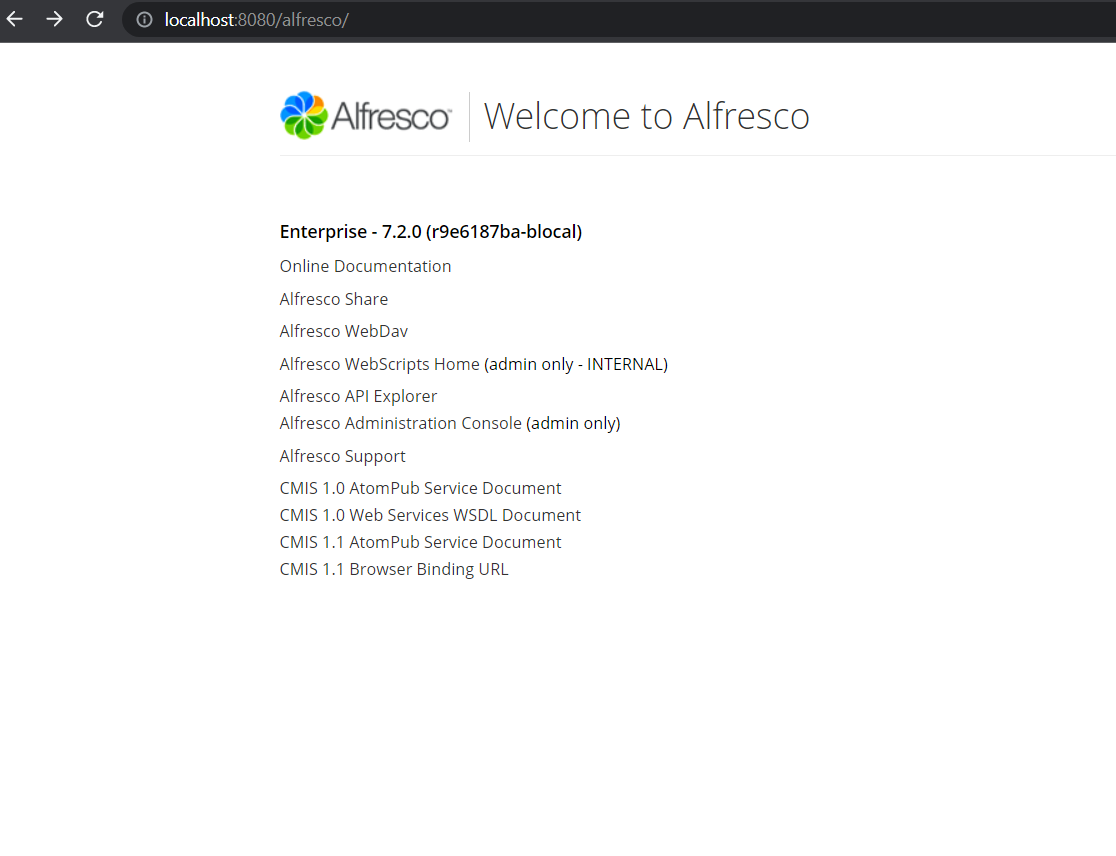 localhost:8080/alfresco/
Alfresco™ Welcome to Alfresco
Enterprise - 7.2.0 (r9e6187ba-blocal)
Online Documentation
Alfresco Share
Alfresco WebDav
Alfresco WebScripts Home (admin only - INTERNAL)
Alfresco API Explorer
Alfresco Administration Console (admin only)
Alfresco Support
CMIS 1.0 AtomPub Service Document
CMIS 1.0 Web Services WSDL Document
CMIS 1.1 AtomPub Service Document
CMIS 1.1 Browser Binding URL